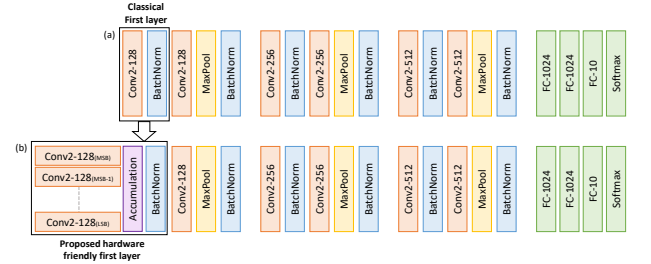 Classical
First layer
(a)
Conv2-128
BatchNorm
Conv2-128
MaxPool
BatchNorm
Conv2-256
BatchNorm
Conv2-256
MaxPool
BatchNorm
Conv2-512
BatchNorm
Conv2-512
MaxPool
BatchNorm
FC-1024
FC-1024
FC-10
Softmax
(b)
Conv2-128(MSB)
Conv2-128(MSB-1)
Conv2-128(LSB)
Accumulation
BatchNorm
Conv2-128
MaxPool
BatchNorm
Conv2-256
BatchNorm
Conv2-256
MaxPool
BatchNorm
Conv2-512
BatchNorm
Conv2-512
MaxPool
BatchNorm
FC-1024
FC-1024
FC-10
Softmax
Proposed hardware
friendly first layer